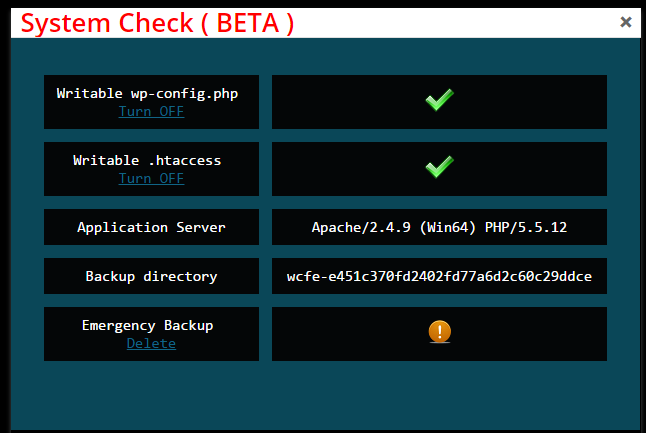 System Check ( BETA )
Writable wp-config.php
Turn OFF
Writable .htaccess
Turn OFF
Application Server
Apache/2.4.9 (Win64) PHP/5.5.12
Backup directory
wcfe-e451c370fd2402fd77a6d2c60c29ddce
Emergency Backup
Delete